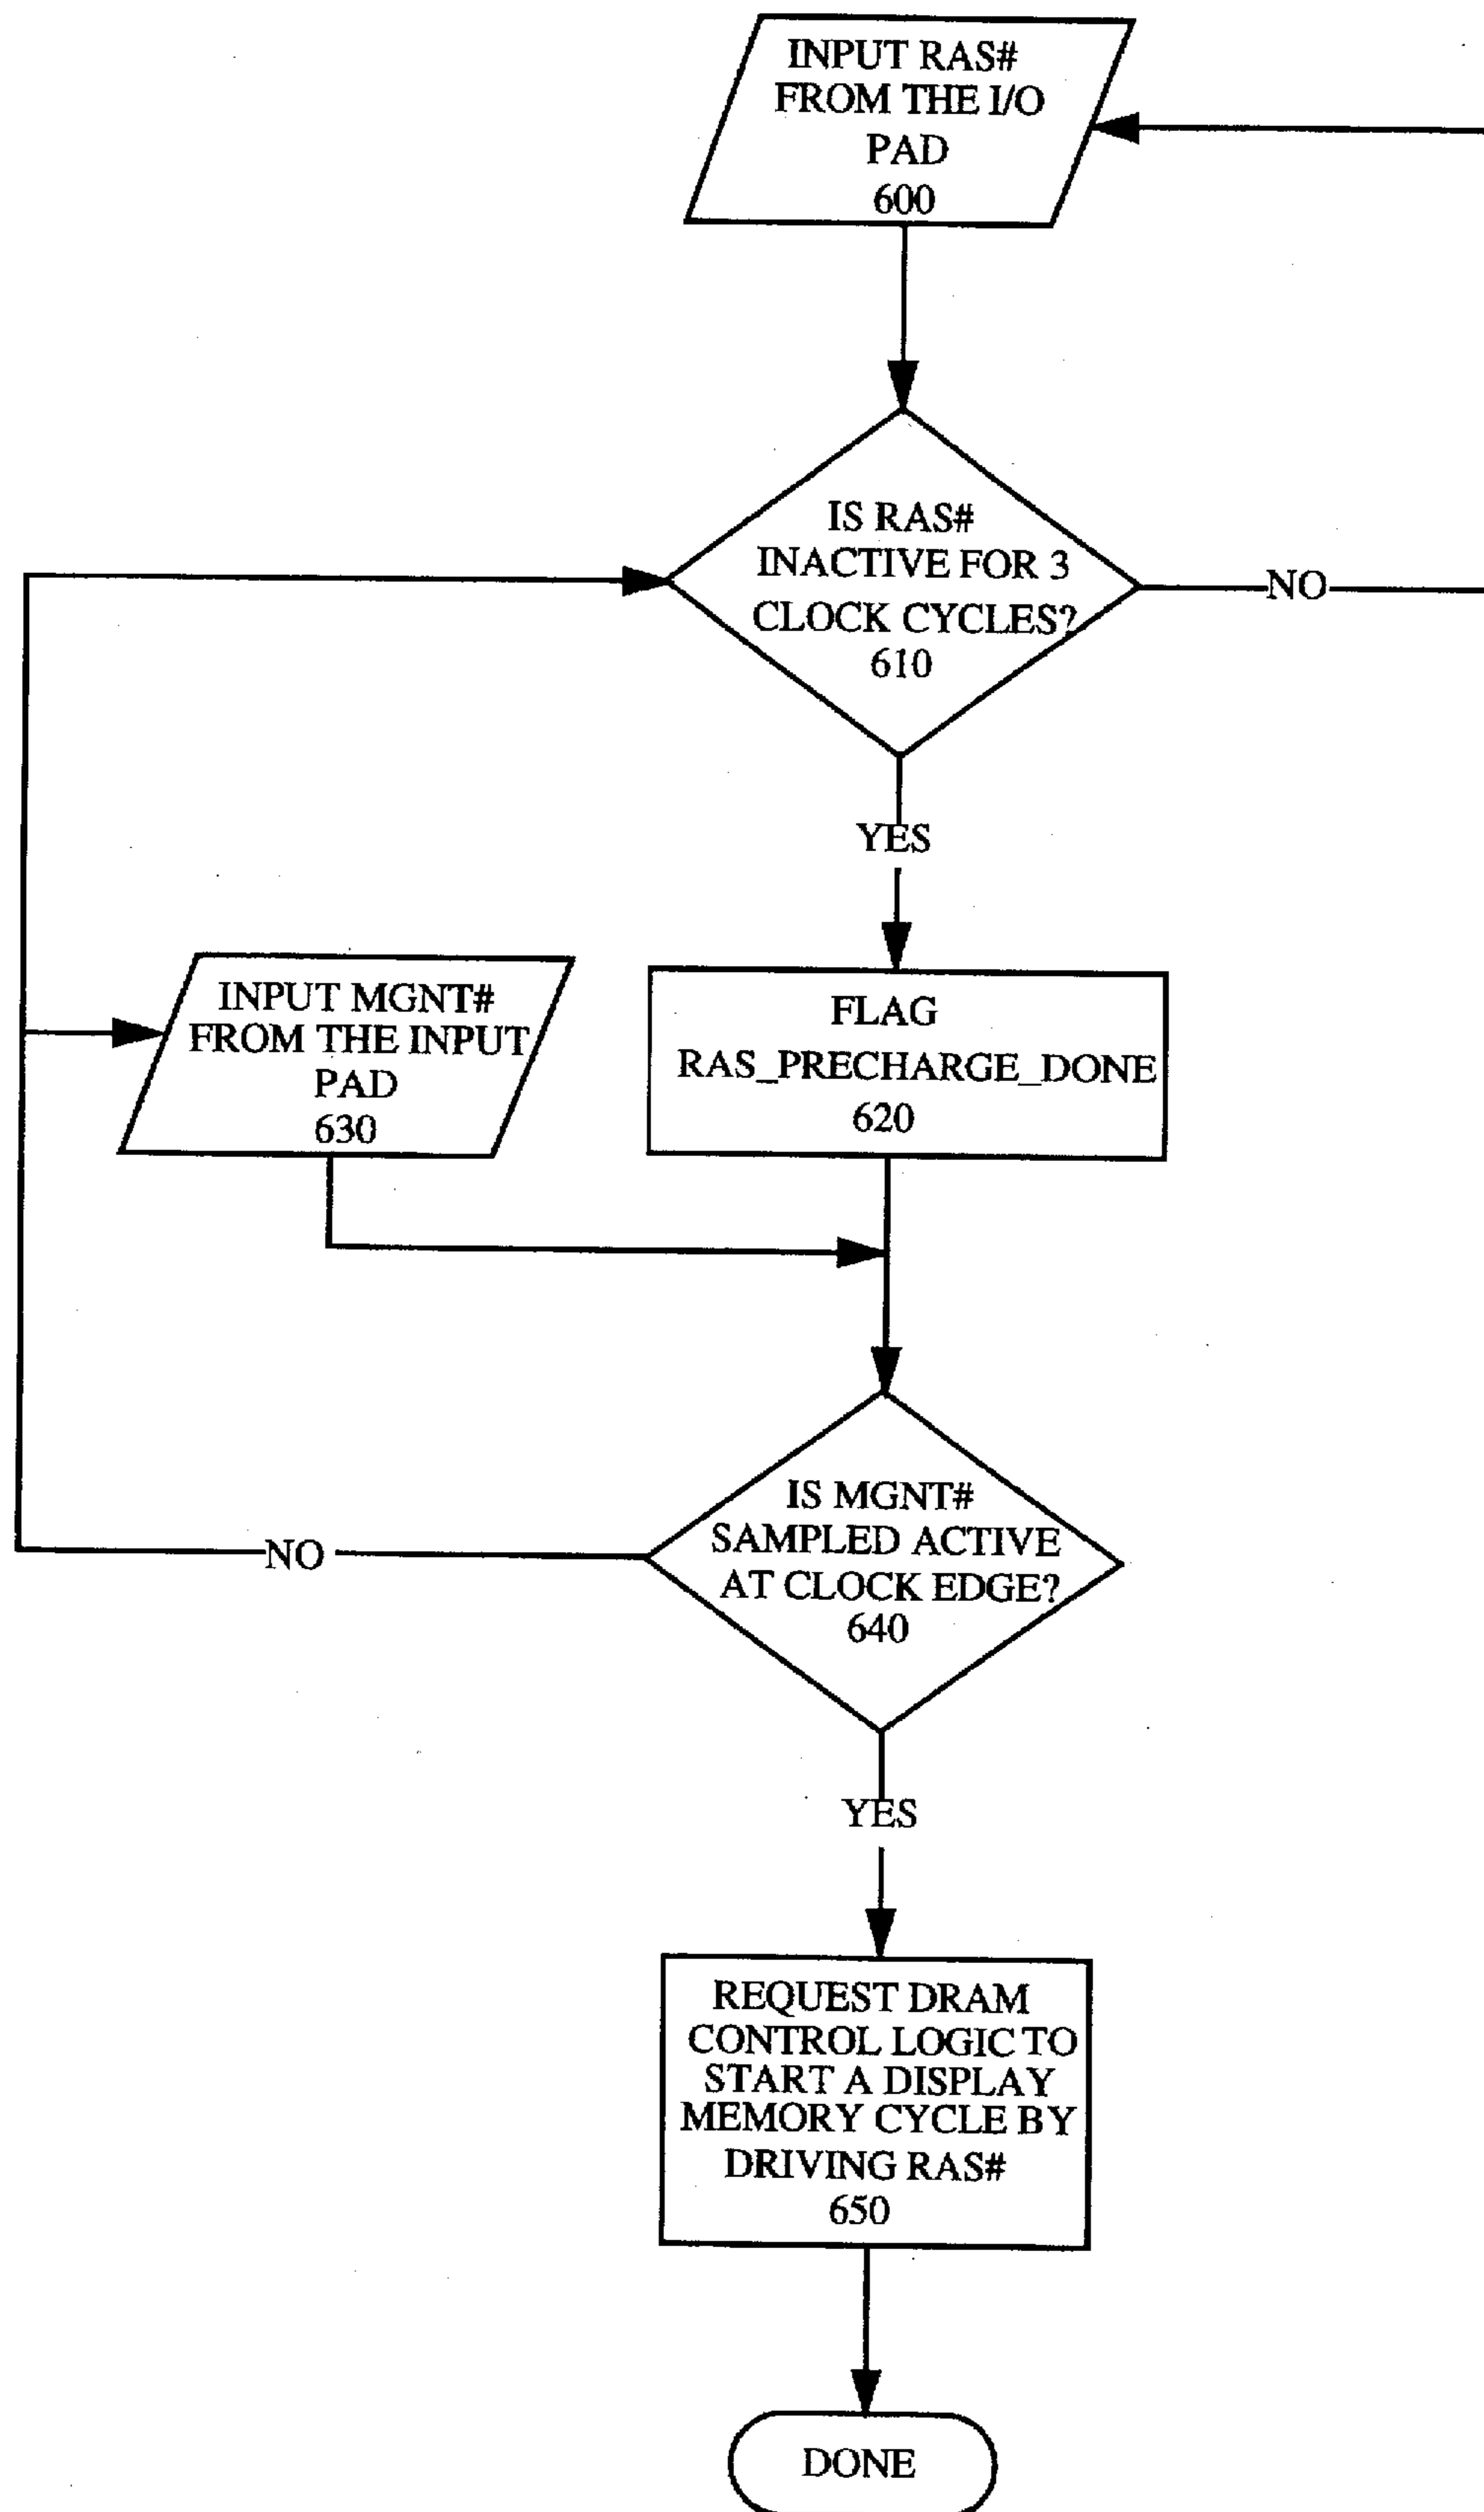 INPUT RAS#
FROM THE I/O
PAD
600
IS RAS#
INACTIVE FOR 3
CLOCK CYCLES?
610
NO
YES
INPUT MGNT#
FROM THE INPUT
PAD
630
FLAG
RAS_PRECHARGE_DONE
620
IS MGNT#
SAMPLED ACTIVE
AT CLOCK EDGE?
640
NO
YES
REQUEST DRAM
CONTROL LOGIC TO
START A DISPLAY
MEMORY CYCLE BY
DRIVING RAS#
650
DONE